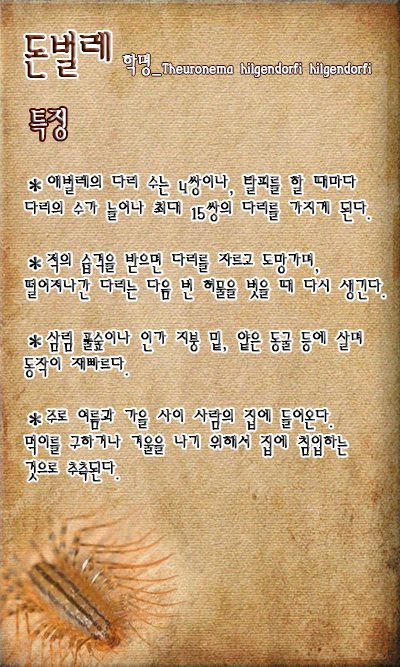 돈벌레 학명_Theuronema hilgendorfi hilgendorfi
특징
* 애벌레의 다리 수는 4쌍이나, 탈피를 할 때마다
다리의 수가 늘어나 최대 15쌍의 다리를 가지게 된다.
* 적의 습격을 받으면 다리를 자르고 도망가며,
떨어져나간 다리는 다음 번 허물을 벗을 때 다시 생긴다.
* 삼림 풀숲이나 인가 지붕 밑, 얕은 동굴 등에 살며
동작이 재빠르다.
* 주로 여름과 가을 사이 사람의 집에 들어온다.
먹이를 구하거나 겨울을 나기 위해서 집에 침입하는
것으로 추측된다.